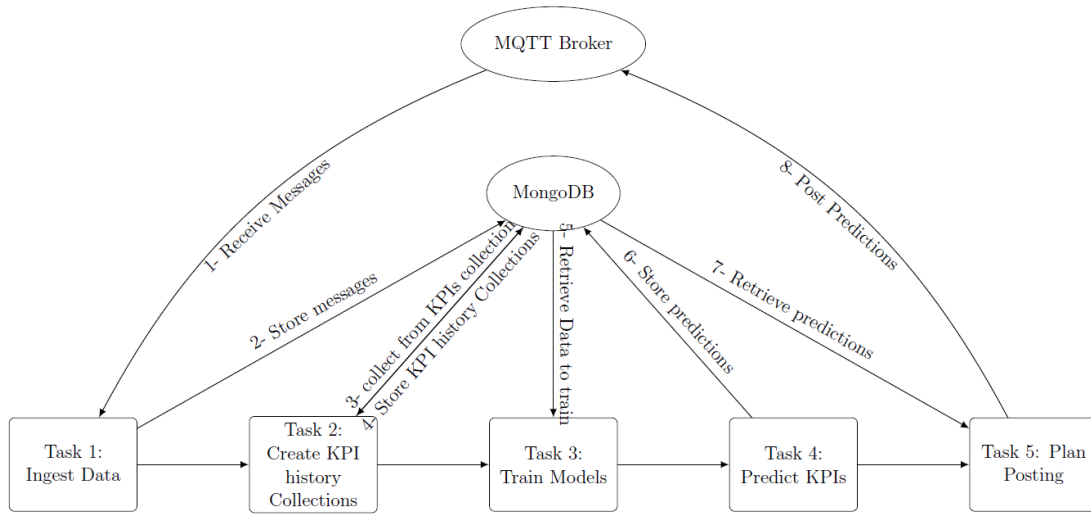 MQTT Broker
MongoDB
1- Receive Messages
2- Store messages
3- collect from KPIs collection
4- Store KPI history Collections
5- Retrieve Data to train
6- Store predictions
7- Retrieve predictions
8- Post Predictions
Task 1:
Ingest Data
Task 2:
Create KPI
history
Collections
Task 3:
Train Models
Task 4:
Predict KPIs
Task 5: Plan
Posting